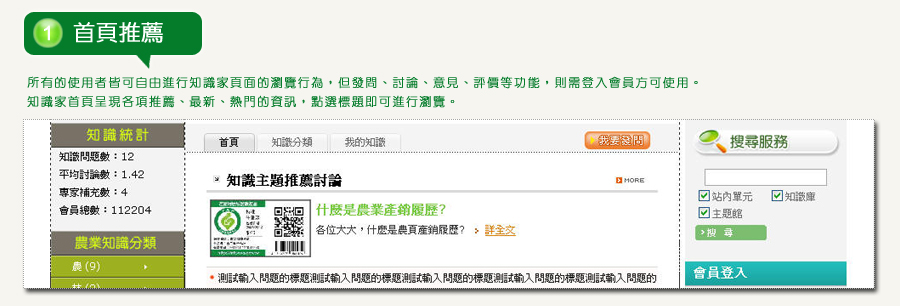 1 首頁推薦
所有的使用者皆可自由進行知識家頁面的瀏覽行為，但發問、討論、意見、評價等功能，則需登入會員方可使用。
知識家首頁呈現各項推薦、最新、熱門的資訊，點選標題即可進行瀏覽。
知識統計
知識問題數：12
平均討論數：1.42
專家補充數：4
會員總數：112204
農業知識分類
農 (9)
首頁 知識分類 我的知識 我要發問
知識主題推薦討論 MORE
什麼是農業產銷履歷?
各位大大，什麼是農頁產銷履歷? 詳全文
測試輸入問題的標題測試輸入問題的標題測試輸入問題的標題測試輸入問題的標題測試輸入問題的
搜尋服務
站內單元 知識庫
主題館
搜 尋
會員登入